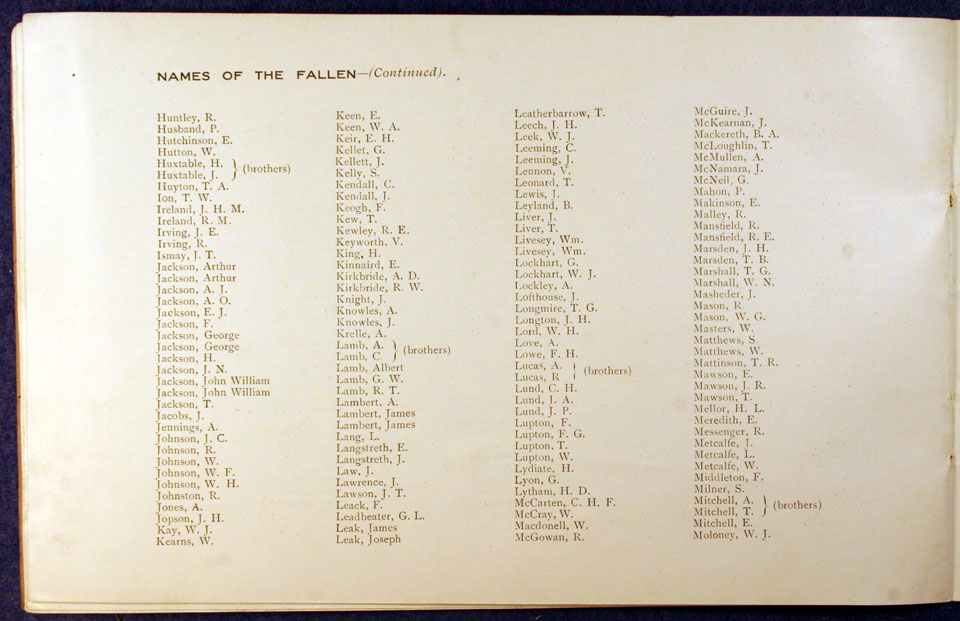 NAMES OF THE FALLEN—(Continued).
Huntley, R.
Husband, P.
Hutchinson, E.
Hutton, W.
Huxtable, H.
Huxtable, J.
(brothers)
Huyton, T. A.
Ion, T. W.
Ireland, J. H. M.
Ireland, R. M.
Irving, J. E.
Irving, R.
Ismay, J. T.
Jackson, Arthur
Jackson, Arthur
Jackson, A. J.
Jackson, A. O.
Jackson, E. J.
Jackson, F.
Jackson, George
Jackson, George
Jackson, H.
Jackson, J. N.
Jackson, John William
Jackson, John William
Jackson, T.
Jacobs, J.
Jennings, A.
Johnson, J. C.
Johnson, R.
Johnson, W.
Johnson, W. F.
Johnson, W. H.
Johnston, R.
Jones, A.
Jopson, J. H.
Kay, W. J.
Kearns, W.
Keen, E.
Keen, W. A.
Keir, E. H.
Kellet, G.
Kellett, J.
Kelly, S.
Kendall, C.
Kendall, J.
Keogh, F.
Kew, T.
Kewley, R. E.
Keyworth, V.
King, H.
Kinnaird, E.
Kirkbride, A. D.
Kirkbride, R. W.
Knight, J.
Knowles, A.
Knowles, J.
Krelle, A.
Lamb, A.
Lamb, C.
(brothers)
Lamb, Albert
Lamb, G. W.
Lamb, R. T.
Lambert, A.
Lambert, James
Lambert, James
Lang, L.
Langstreth, E.
Langstreth, J.
Law, J.
Lawrence, J.
Lawson, J. T.
Leack, F.
Leadbeater, G. L.
Leak, James
Leak, Joseph
Leatherbarrow, T.
Leech, J. H.
Leek, W. J.
Leeming, C.
Leeming, J.
Lennon, V.
Leonard, T.
Lewis, J.
Leyland, B.
Liver, J.
Liver, T.
Livesey, Wm.
Livesey, Wm.
Lockhart, G.
Lockhart, W. J.
Lockley, A.
Lofthouse, J.
Longmire, T. G.
Longton, J. H.
Lord, W. H.
Love, A.
Lowe, F. H.
Lucas, A.
Lucas, R
(brothers)
Lund, C. H.
Lund, J. A.
Lund, J. P.
Lupton, F.
Lupton, F. G.
Lupton, T.
Lupton, W.
Lydiate, H.
Lyon, G.
Lytham, H. D.
McCarten, C. H. F.
McCray, W.
Macdonell, W.
McGowan, R.
McGuire, J.
McKearnan, J.
Mackereth, B. A.
McLoughlin, T.
McMullen, A.
McNamara, J.
McNeil, G.
Mahon, P.
Makinson, E.
Malley, R.
Mansfield, R.
Mansfield, R. E.
Marsden, J. H.
Marsden, T. B.
Marshall, T. G.
Marshall, W. N.
Masheder, J.
Mason, R.
Mason, W. G.
Masters, W.
Matthews, S.
Matthews, W.
Mattinson, T. R.
Mawson, E.
Mawson, J. R.
Mawson, T.
Mellor, H. L.
Meredith, E.
Messenger, R.
Metcalfe, J.
Metcalfe, L.
Metcalfe, W.
Middleton, F.
Milner, S.
Mitchell, A.
Mitchell, T.
(brothers)
Mitchell, E.
Moloney, W. J.